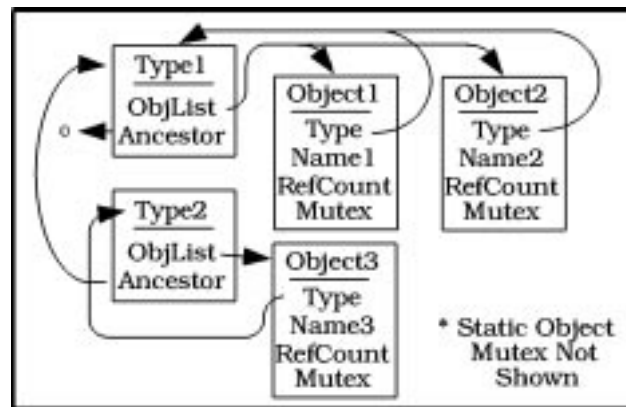 Type1
ObjList
Ancestor
o
Object1
Type
Name1
RefCount
Mutex
Object2
Type
Name2
RefCount
Mutex
Type2
ObjList
Ancestor
Object3
Type
Name3
RefCount
Mutex
* Static Object
Mutex Not
Shown